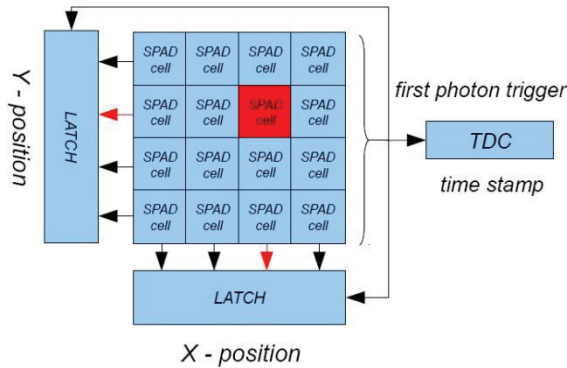 SPAD SPAD SPAD SPAD
cell cell cell cell
SPAD SPAD SPAD SPAD
cell cell cell cell
SPAD SPAD SPAD SPAD
cell cell cell cell
SPAD SPAD SPAD SPAD
cell cell cell cell
Y - position
LATCH
first photon trigger
TDC
time stamp
LATCH
X - position